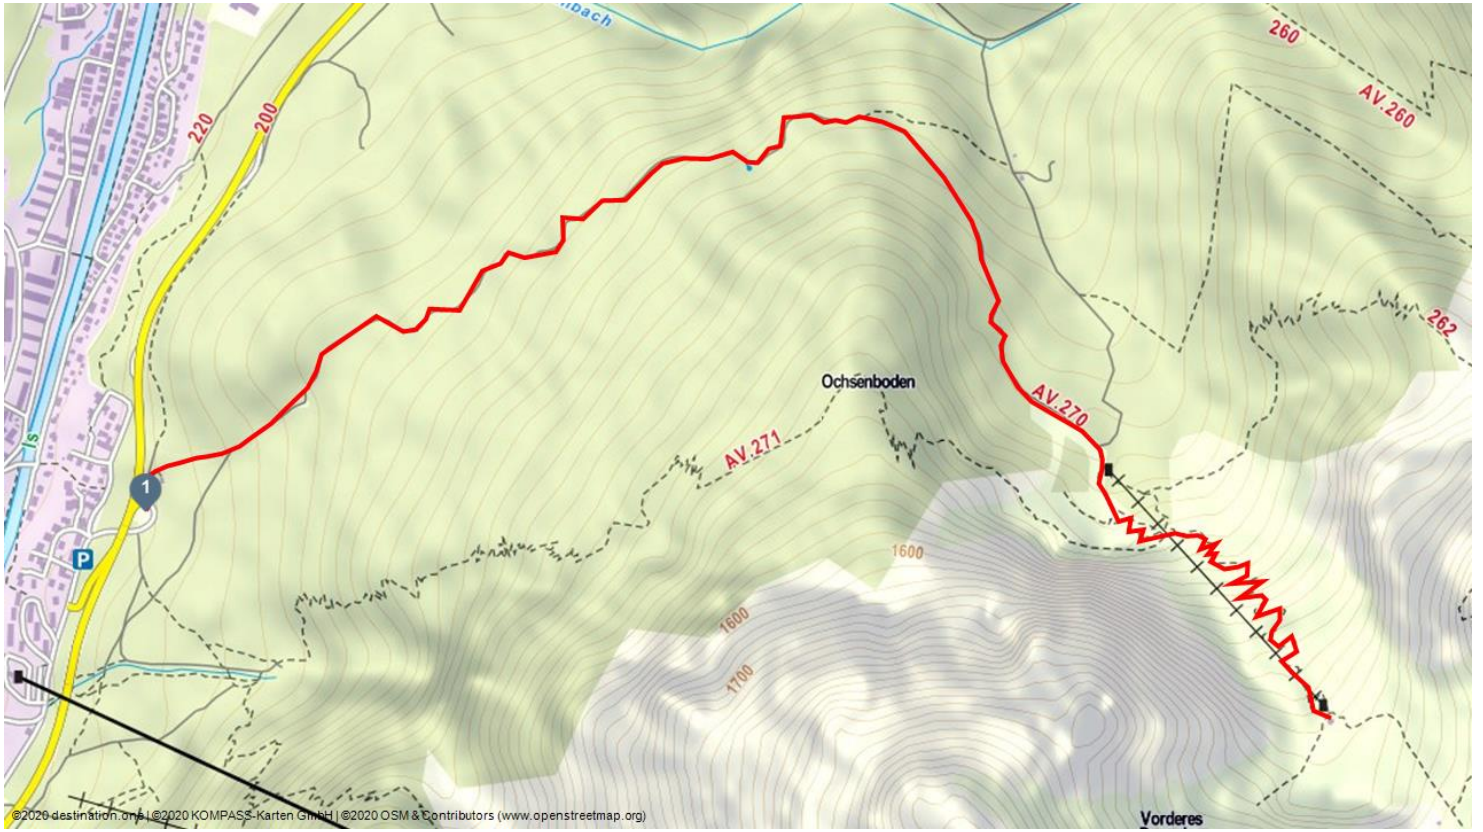 220
200
260
AV.260
262
Ochsenboden
AV.270
AV.271
Is
1
P
1600
1600
1700
Vorderes
©2020 destination.one | ©2020 KOMPASS-Karten GmbH | ©2020 OSM & Contributors (www.openstreetmap.org)